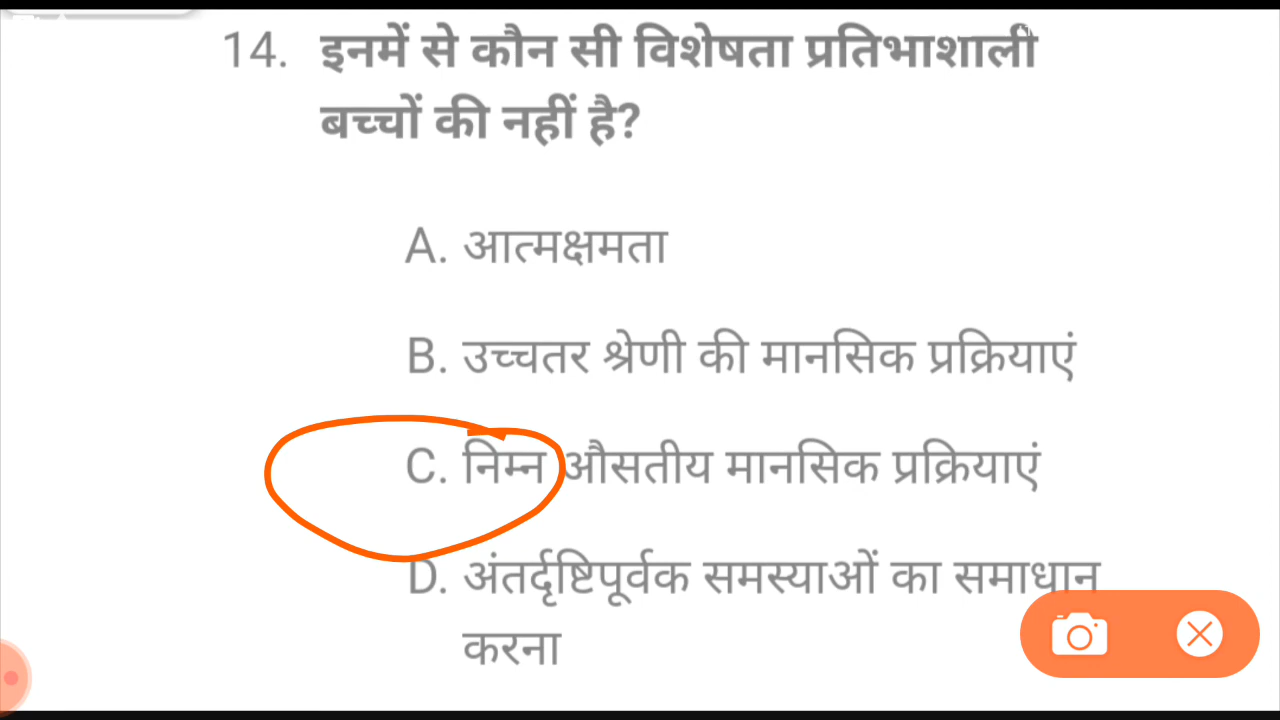 14. इनमें से कौन सी विशेषता प्रतिभाशाली
बच्चों की नहीं है?
A. आत्मक्षमता
B. उच्चतर श्रेणी की मानसिक प्रक्रियाएं
C. निम्न औसतीय मानसिक प्रक्रियाएं
D. अंतर्दृष्टिपूर्वक समस्याओं का समाधान
करना